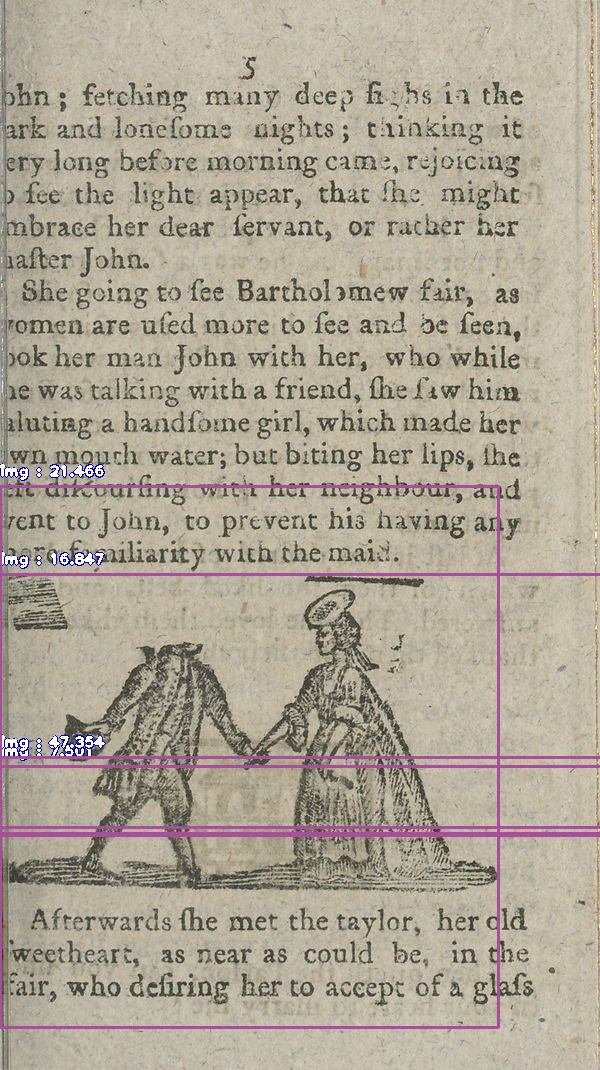 5
ohn ; fetching many deep ſighs in the
ark and loneſome nights ; thinking it
ery long before morning came, rejoicing
o ſee the light appear, that ſhe might
mbrace her dear ſervant, or rather her
maſter John.
She going to ſee Bartholomew fair, as
women are uſed more to ſee and be ſeen,
ook her man John with her, who while
he was talking with a friend, ſhe ſaw him
aluting a handſome girl, which made her
wn mouth water; but biting her lips, ſhe
Img : 21.466
left diſcourſing with her neighbour, and
vent to John, to prevent his having any
more familiarity with the maid.
Img : 16.847
Img : 47.354
Img : 7.501
Afterwards ſhe met the taylor, her old
ſweetheart, as near as could be, in the
fair, who deſiring her to accept of a glaſs